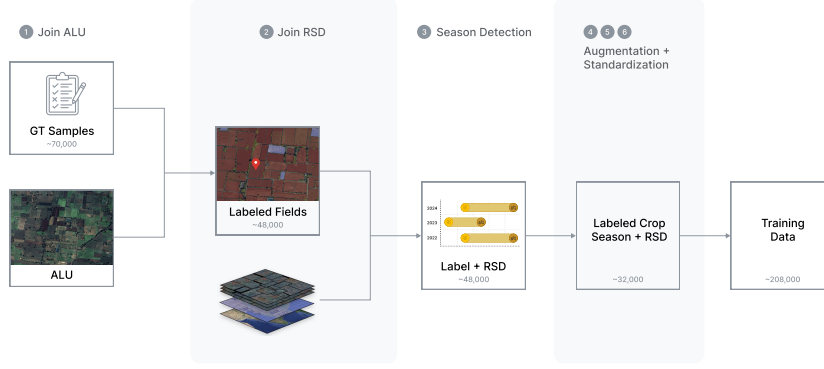 1 Join ALU
2 Join RSD
3 Season Detection
4 5 6
Augmentation +
Standardization
GT Samples
~70,000
ALU
Labeled Fields
~48,000
2024
2023
2022
Label + RSD
~48,000
Labeled Crop
Season + RSD
~32,000
Training
Data
~208,000